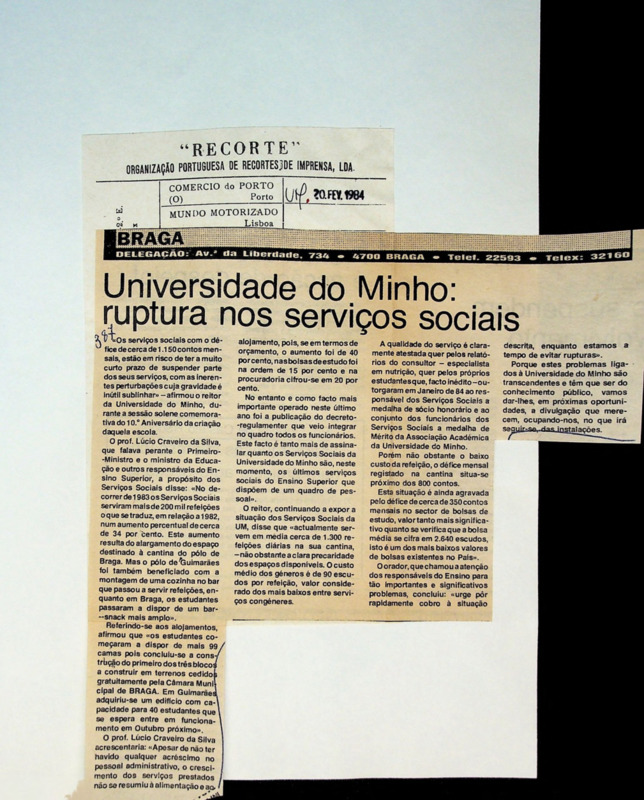 "RECORTE"
ORGANIZAÇÃO PORTUGUESA DE RECORTES DE IMPRENSA, LDA.
COMERCIO do PORTO
(O) Porto
20. FEV. 1984
MUNDO MOTORIZADO
Lisboa
BRAGA
DELEGAÇÃO: Av.ª da Liberdade, 734 • 4700 BRAGA • Telef. 22593 • Telex: 32160
Universidade do Minho:
ruptura nos serviços sociais
387
«Os serviços sociais com o dé-
fice de cerca de 1.150 contos men-
sais, estão em risco de ter a muito
curto prazo de suspender parte
dos seus serviços, com as ineren-
tes perturbações cuja gravidade é
inútil sublinhar» – afirmou o reitor
da Universidade do Minho, du-
rante a sessão solene comemora-
tiva do 10.º Aniversário da criação
daquela escola.
O prof. Lúcio Craveiro da Silva,
que falava perante o Primeiro-
-Ministro e o ministro da Educa-
ção e outros responsáveis do En-
sino Superior, a propósito dos
Serviços Sociais disse: «No de-
correr de 1983 os Serviços Sociais
serviram mais de 200 mil refeições
o que se traduz, em relação a 1982,
num aumento percentual de cerca
de 34 por cento. Este aumento
resulta do alargamento do espaço
destinado à cantina do pólo de
Braga. Mas o pólo de Guimarães
foi também beneficiado com a
montagem de uma cozinha no bar
que passou a servir refeições, en-
quanto em Braga, os estudantes
passaram a dispor de um bar-
--snack mais amplo».
Referindo-se aos alojamentos,
afirmou que «os estudantes co-
meçaram a dispor de mais 99
camas pois concluiu-se a cons-
trução do primeiro dos três blocos
a construir em terrenos cedidos
gratuitamente pela Câmara Muni-
cipal de BRAGA. Em Guimarães
adquiriu-se um edifício com ca-
pacidade para 40 estudantes que
se espera entre em funciona-
mento em Outubro próximo».
O prof. Lúcio Craveiro da Silva
acrescentaria: «Apesar de não ter
havido qualquer acréscimo no
pessoal administrativo, o cresci-
mento dos serviços prestados
não se resumiu à alimentação e ao
alojamento, pois, se em termos de
orçamento, o aumento foi de 40
por cento, nas bolsas de estudo foi
na ordem de 15 por cento e na
procuradoria cifrou-se em 20 por
cento.
No entanto e como facto mais
importante operado neste último
ano foi a publicação do decreto-
-regulamenter que veio integrar
no quadro todos os funcionários.
Este facto é tanto mais de assina-
lar quanto os Serviços Sociais da
Universidade do Minho são, neste
momento, os últimos serviços
sociais do Ensino Superior que
dispõem de um quadro de pes-
soal».
O reitor, continuando a expor a
situação dos Serviços Sociais da
UM, disse que «actualmente ser-
vem em média cerca de 1.300 re-
feições diárias na sua cantina,
– não obstante a clara precaridade
dos espaços disponíveis. O custo
médio dos géneros é de 90 escu-
dos por refeição, valor conside-
rado dos mais baixos entre servi-
ços congéneres.
A qualidade do serviço é clara-
mente atestada quer pelos relató-
rios do consultor – especialista
em nutrição, quer pelos próprios
estudantes que, facto inédito – ou-
torgaram em Janeiro de 84 ao res-
ponsável dos Serviços Sociais a
medalha de sócio honorário e ao
conjunto dos funcionários dos
Serviços Sociais a medalha de
Mérita da Associação Académica
da Universidade do Minho.
Porém não obstante o baixo
custo da refeição, o défice mensal
registado na cantina situa-se
próximo dos 800 contos.
Esta situação é ainda agravada
pelo défice de cerca de 350 contos
mensais no sector de bolsas de
estudo, valor tanto mais significa-
tivo quanto se verifica que a bolsa
média se cifra em 2.640 escudos,
isto é um dos mais baixos valores
de bolsas existentes no País».
O orador, que chamou a atenção
dos responsáveis do Ensino para
tão importantes e significativos
problemas, concluiu: «urge pôr
rapidamente cobro à situação
descrita, enquanto estamos a
tempo de evitar rupturas».
Porque estes problemas liga-
dos à Universidade do Minho são
transcendentes e têm que ser do
conhecimento público, vamos
dar-lhes, em próximas oportuni-
dades, a divulgação que mere-
cem, ocupando-nos, no que irá
seguir-se, das instalações.